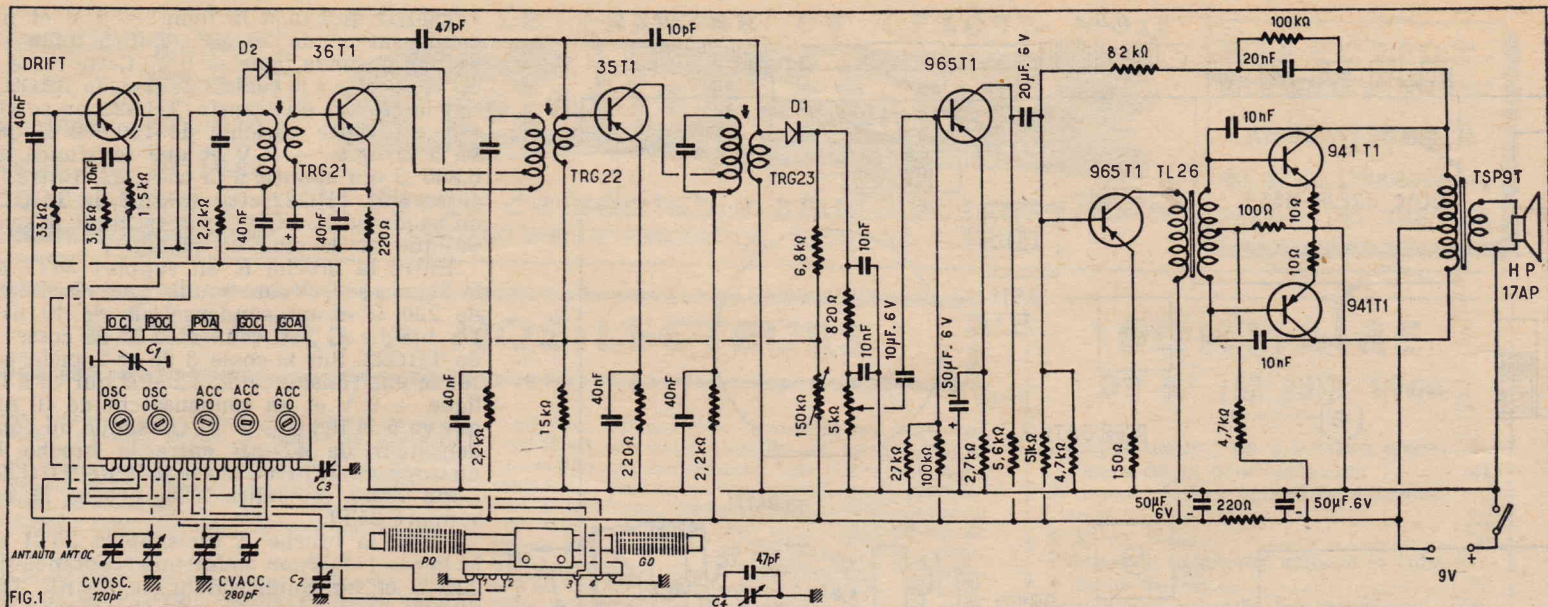 47pF
10pF
100kΩ
20nF
82kΩ
DRIFT
D2
36T1
35T1
965T1
20µF. 6V
40nF
D1
10nF
941T1
TRG21
TRG22
TRG23
965T1
TL26
TSP9T
33kΩ
3,6kΩ
10nF
1,5kΩ
2,2kΩ
40nF
40nF
220Ω
6,8kΩ
10nF
100Ω
10Ω
10Ω
HP
17AP
941T1
10nF
820Ω
10nF
10µF. 6V
OC
POC
POA
GOC
GOA
C1
OSC PO
OSC OC
ACC PO
ACC OC
ACC GO
C3
40nF
2,2kΩ
15kΩ
40nF
220Ω
40nF
2,2kΩ
150kΩ
5kΩ
27kΩ
100kΩ
50µF. 6V
+
2,7kΩ
5,6kΩ
51kΩ
4,7kΩ
150Ω
4,7kΩ
50µF 6V
+
-
220Ω
+
-
50µF. 6V
-
+
9V
ANT.AUTO
ANT OC
CVOSC.
120pF
CVACC.
280pF
C2
PO
GO
1
2
3
4
47pF
C4
FIG.1